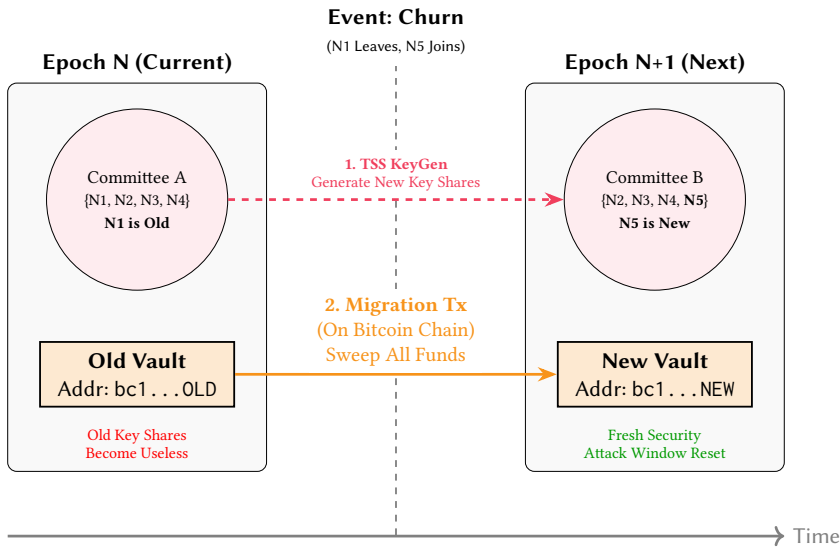 Event: Churn
(N1 Leaves, N5 Joins)
Epoch N (Current)
Epoch N+1 (Next)
1. TSS KeyGen
Generate New Key Shares
Committee A
{N1, N2, N3, N4}
N1 is Old
Committee B
{N2, N3, N4, N5}
N5 is New
2. Migration Tx
(On Bitcoin Chain)
Sweep All Funds
Old Vault
Addr: bc1...OLD
New Vault
Addr: bc1...NEW
Old Key Shares
Become Useless
Fresh Security
Attack Window Reset
Time